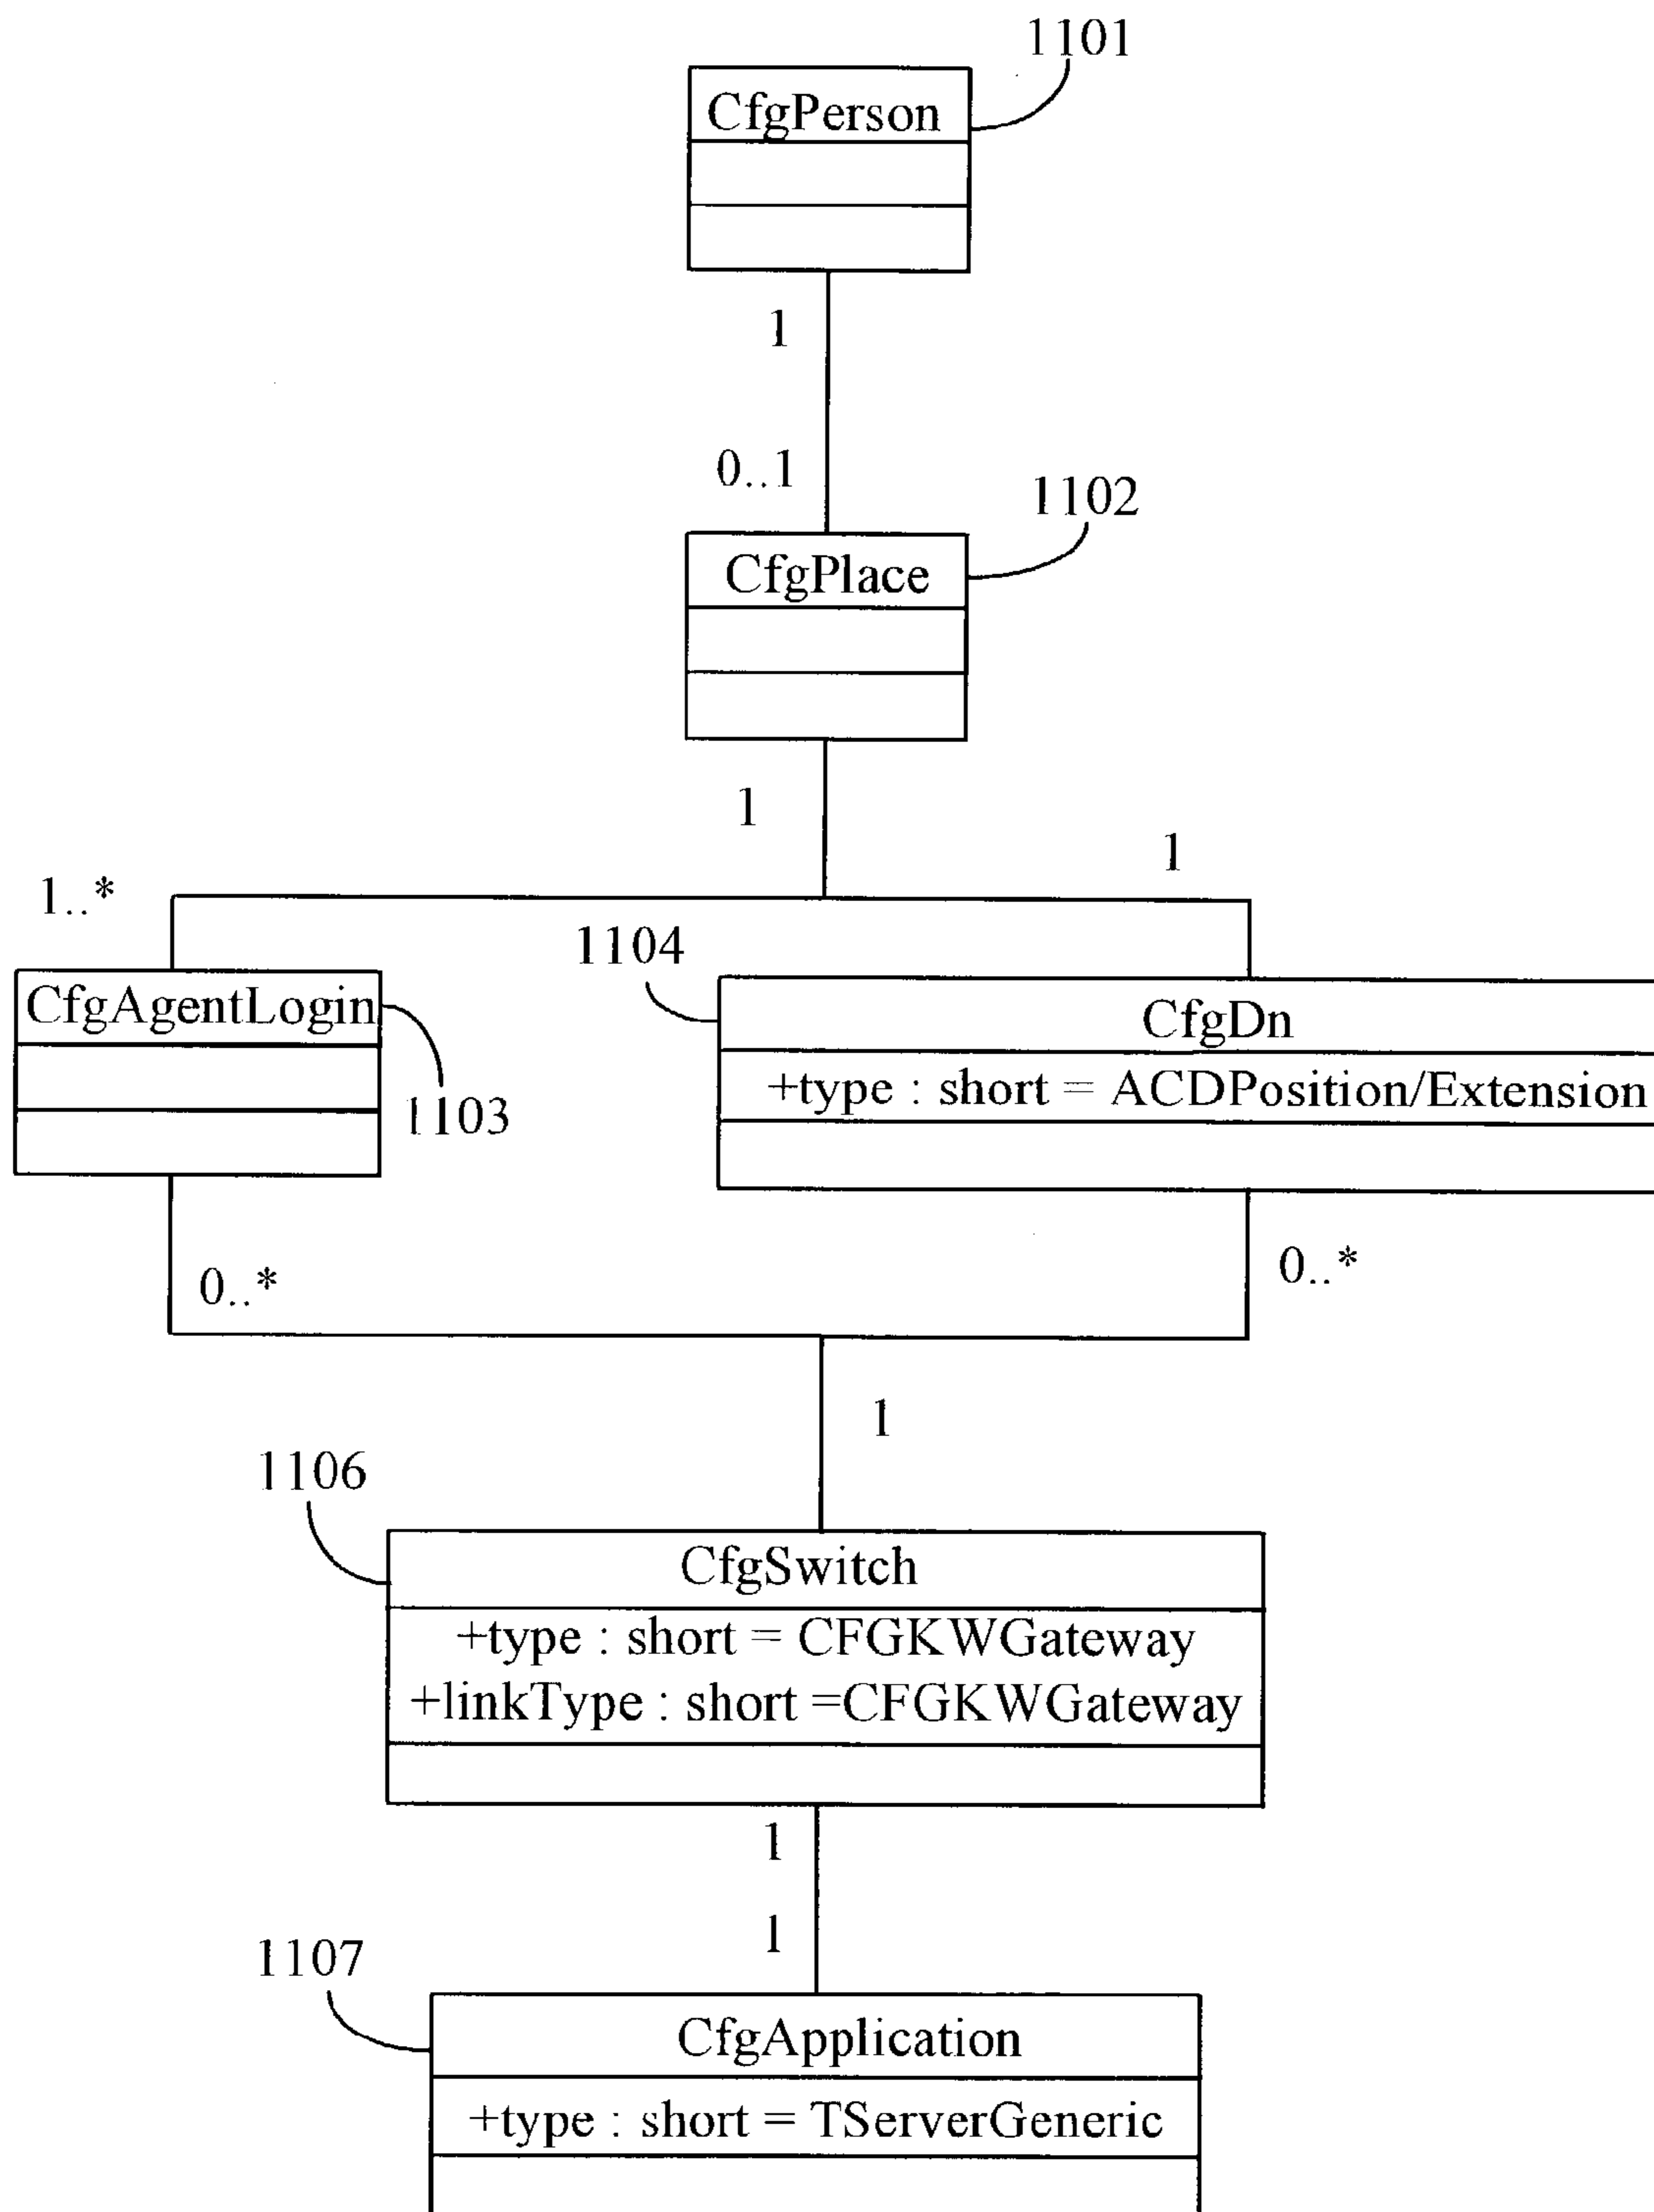 1101
CfgPerson
1
0..1
1102
CfgPlace
1
1
1..*
1104
CfgAgentLogin
CfgDn
+type : short = ACDPosition/Extension
1103
0..*
0..*
1
1106
CfgSwitch
+type : short = CFGKWGateway
+linkType : short =CFGKWGateway
1
1
1107
CfgApplication
+type : short = TServerGeneric